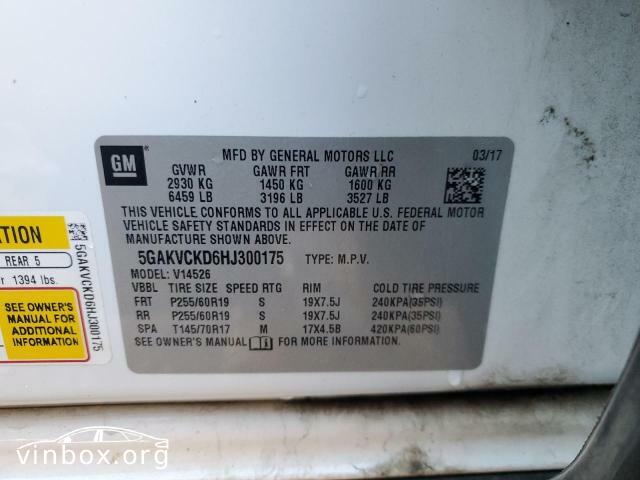 GM
MFD BY GENERAL MOTORS LLC
03/17
GVWR GAWR FRT GAWR RR
2930 KG 1450 KG 1600 KG
6459 LB 3196 LB 3527 LB
THIS VEHICLE CONFORMS TO ALL APPLICABLE U.S. FEDERAL MOTOR
VEHICLE SAFETY STANDARDS IN EFFECT ON THE DATE OF
MANUFACTURE SHOWN ABOVE.
5GAKVCKD6HJ300175 TYPE: M.P.V.
MODEL: V14526
VBBL TIRE SIZE SPEED RTG RIM COLD TIRE PRESSURE
FRT P255/60R19 S 19X7.5J 240KPA(35PSI)
RR P255/60R19 S 19X7.5J 240KPA(35PSI)
SPA T145/70R17 M 17X4.5B 420KPA(60PSI)
SEE OWNER'S MANUAL FOR MORE INFORMATION.
REAR 5
1394 lbs.
SEE OWNER'S
MANUAL FOR
ADDITIONAL
INFORMATION
5GAKVCKD6HJ300175
vinbox.org